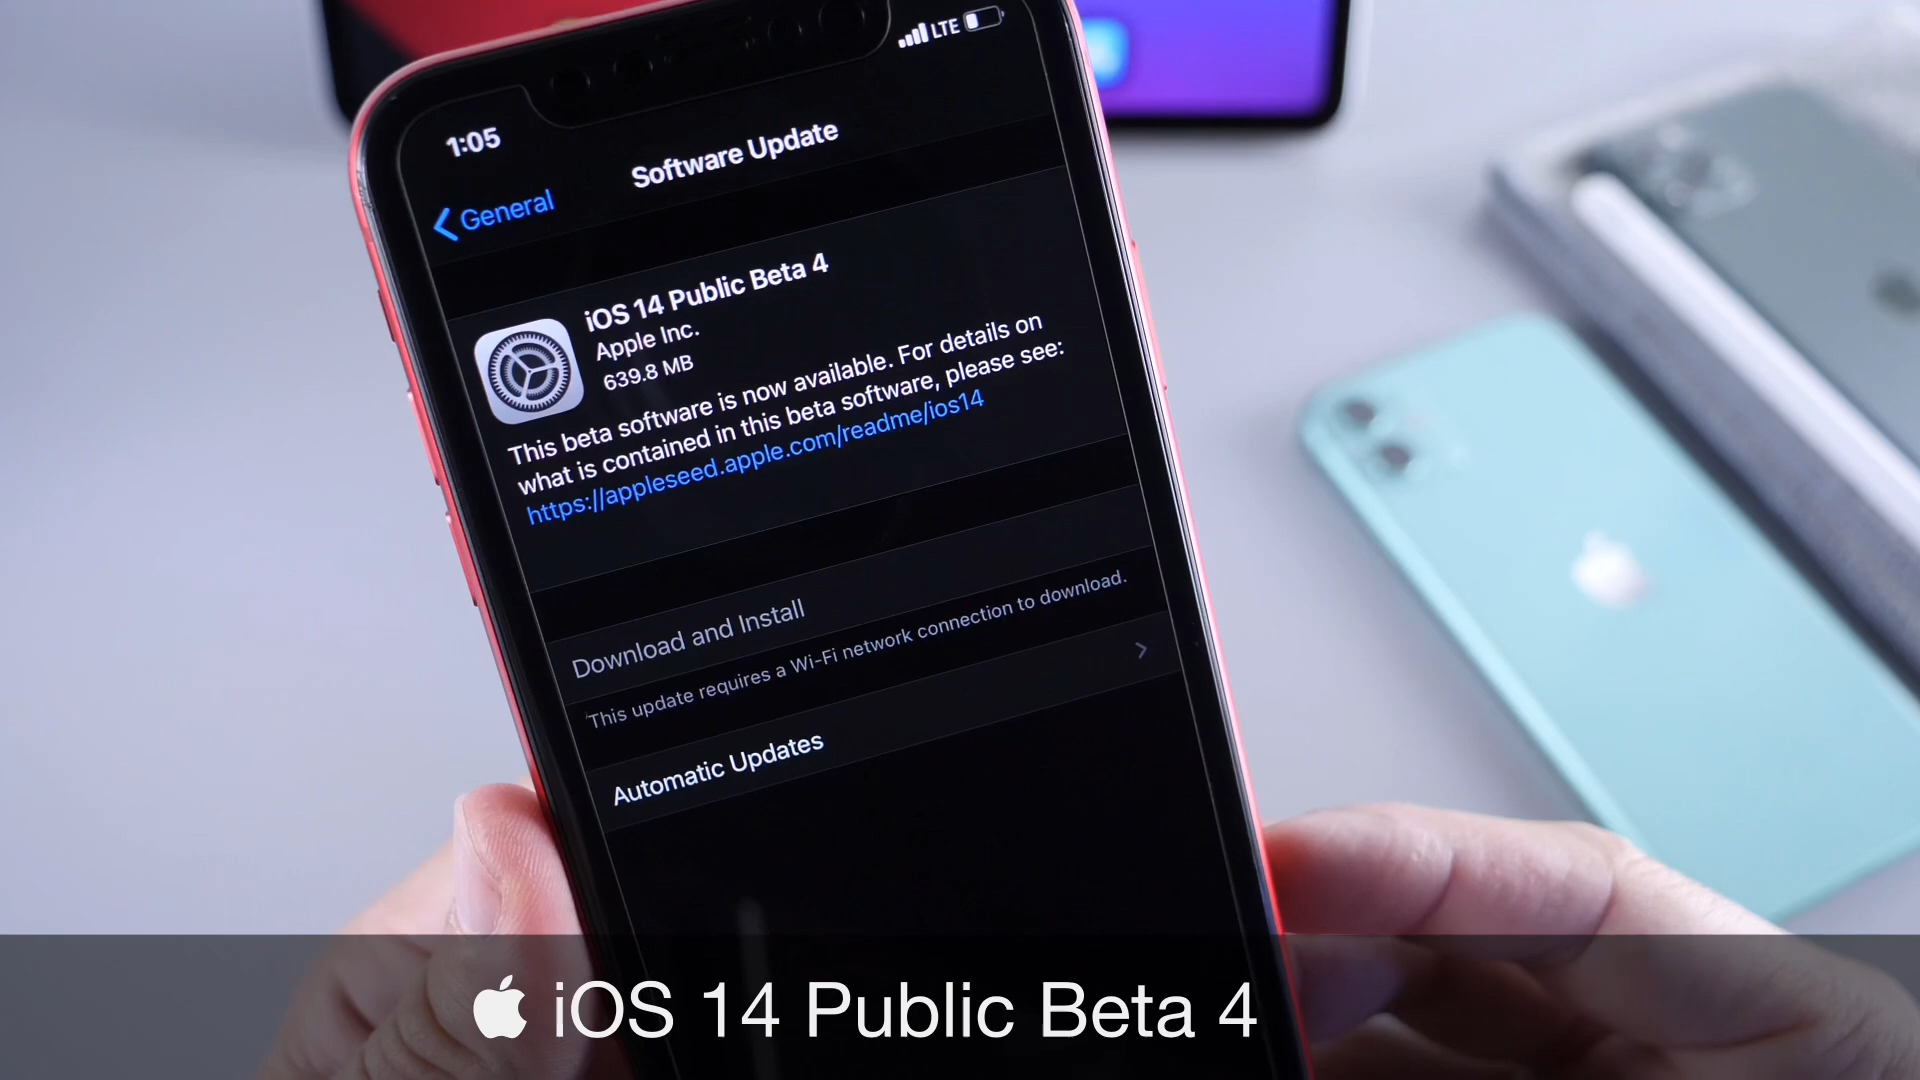 LTE
1:05
Software Update
General
iOS 14 Public Beta 4
Apple Inc.
639.8 MB
This beta software is now available. For details on
what is contained in this beta software, please see:
https://appleseed.apple.com/readme/ios14
Download and Install
This update requires a Wi-Fi network connection to download.
Automatic Updates
iOS 14 Public Beta 4